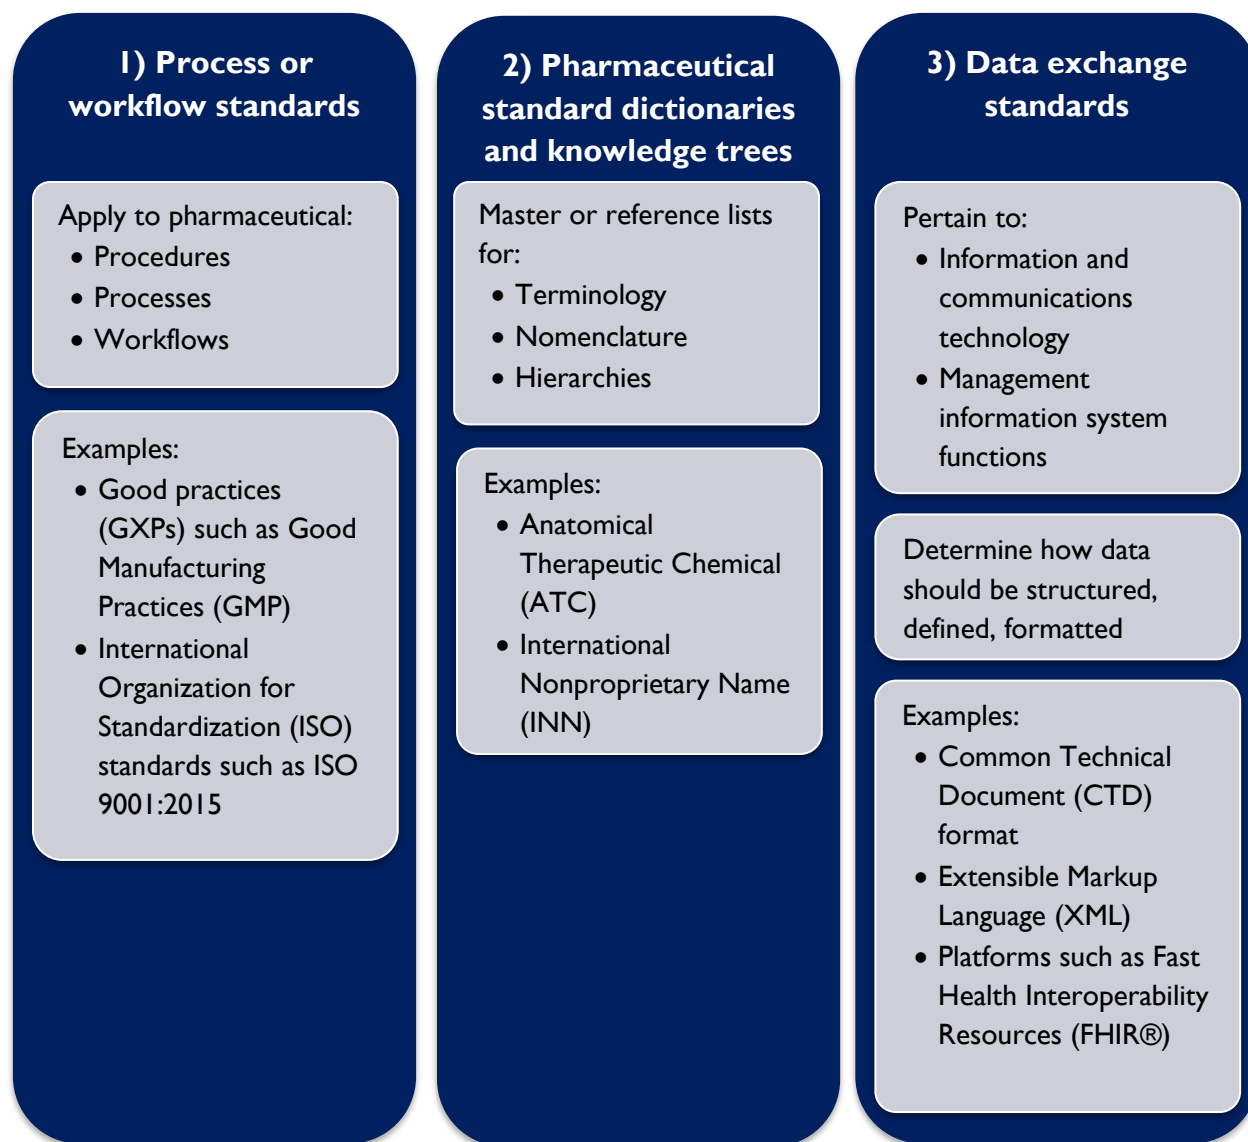 1) Process or
workflow standards
Apply to pharmaceutical:
• Procedures
• Processes
• Workflows
Examples:
• Good practices
(GXPs) such as Good
Manufacturing
Practices (GMP)
• International
Organization for
Standardization (ISO)
standards such as ISO
9001:2015
2) Pharmaceutical
standard dictionaries
and knowledge trees
Master or reference lists
for:
• Terminology
• Nomenclature
• Hierarchies
Examples:
• Anatomical
Therapeutic Chemical
(ATC)
• International
Nonproprietary Name
(INN)
3) Data exchange
standards
Pertain to:
• Information and
communications
technology
• Management
information system
functions
Determine how data
should be structured,
defined, formatted
Examples:
• Common Technical
Document (CTD)
format
• Extensible Markup
Language (XML)
• Platforms such as Fast
Health Interoperability
Resources (FHIR®)